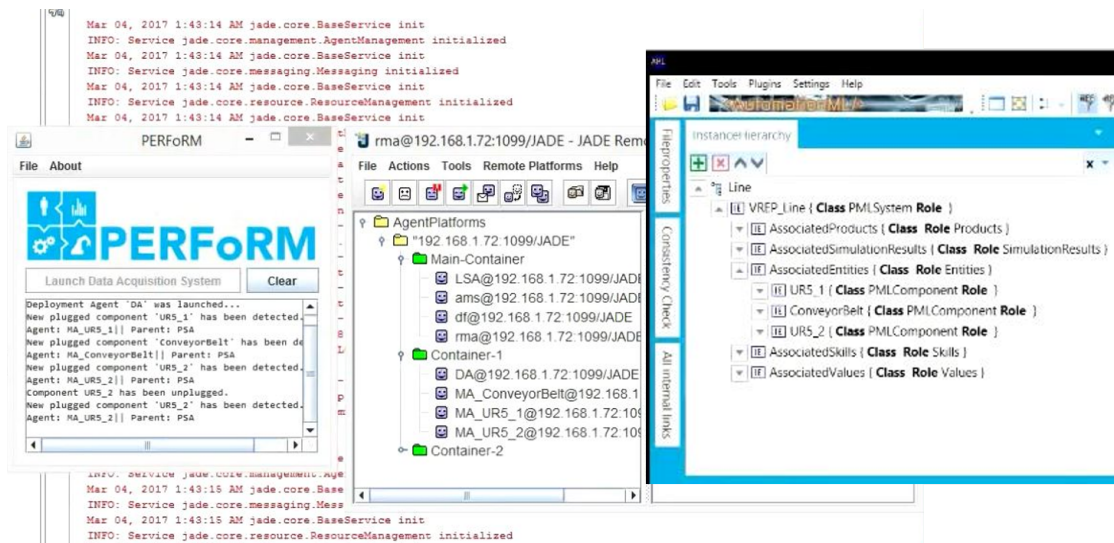 Mar 04, 2017 1:43:14 AM jade.core.BaseService init
INFO: Service jade.core.management.AgentManagement initialized
Mar 04, 2017 1:43:14 AM jade.core.BaseService init
INFO: Service jade.core.messaging.Messaging initialized
Mar 04, 2017 1:43:14 AM jade.core.BaseService init
INFO: Service jade.core.resource.ResourceManagement initialized
Mar 04, 2017 1:43:14 AM jade.core.BaseService init
PERFoRM
File About
PERFoRM
Launch Data Acquisition System Clear
Deployment Agent 'DA' was launched...
New plugged component 'UR5_1' has been detected.
Agent: MA_UR5_1|| Parent: PSA
New plugged component 'ConveyorBelt' has been de
Agent: MA_ConveyorBelt|| Parent: PSA
New plugged component 'UR5_2' has been detected.
Agent: MA_UR5_2|| Parent: PSA
Component UR5_2 has been unplugged.
New plugged component 'UR5_2' has been detected.
Agent: MA_UR5_2|| Parent: PSA
rma@192.168.1.72:1099/JADE - JADE Remo
File Actions Tools Remote Platforms Help
AgentPlatforms
"192.168.1.72:1099/JADE"
Main-Container
LSA@192.168.1.72:1099/JADE
ams@192.168.1.72:1099/JADE
df@192.168.1.72:1099/JADE
rma@192.168.1.72:1099/JADE
Container-1
DA@192.168.1.72:1099/JADE
MA_ConveyorBelt@192.168.1
MA_UR5_1@192.168.1.72:109
MA_UR5_2@192.168.1.72:109
Container-2
File Edit Tools Plugins Settings Help
<AutomationML/>
Fileproperties
Consistency Check
All internal links
InstanceHierarchy
Line
VREP_Line { Class PMLSystem Role }
AssociatedProducts { Class Role Products }
AssociatedSimulationResults { Class Role SimulationResults }
AssociatedEntities { Class Role Entities }
UR5_1 { Class PMLComponent Role }
ConveyorBelt { Class PMLComponent Role }
UR5_2 { Class PMLComponent Role }
AssociatedSkills { Class Role Skills }
AssociatedValues { Class Role Values }
INFO: Service jade.core.management.Age
Mar 04, 2017 1:43:15 AM jade.core.Base
INFO: Service jade.core.messaging.Mess
Mar 04, 2017 1:43:15 AM jade.core.BaseService init
INFO: Service jade.core.resource.ResourceManagement initialized